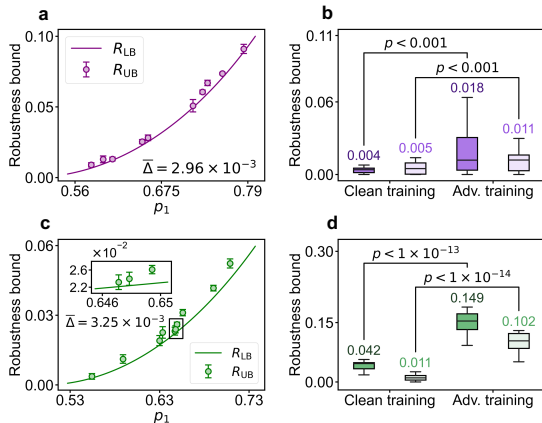 a
Robustness bound
0.10
0.05
0.00
R_LB
R_UB
Δ̅ = 2.96 × 10⁻³
0.56
0.675
0.79
p₁
b
Robustness bound
0.11
0.06
0.00
p < 0.001
p < 0.001
0.004
0.005
0.018
0.011
Clean training
Adv. training
c
Robustness bound
0.06
0.03
0.00
×10⁻²
2.6
2.2
0.646
0.65
Δ̅ = 3.25 × 10⁻³
R_LB
R_UB
0.53
0.63
0.73
p₁
d
Robustness bound
0.30
0.15
0.00
p < 1 × 10⁻¹³
p < 1 × 10⁻¹⁴
0.042
0.011
0.149
0.102
Clean training
Adv. training